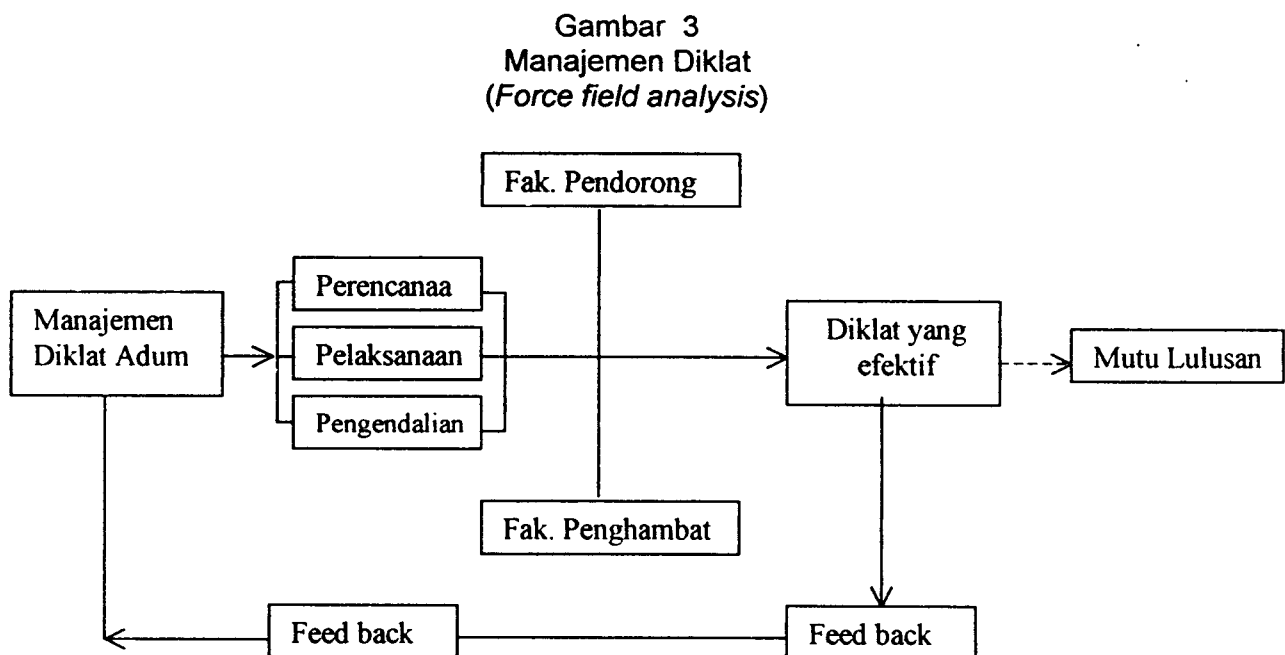 Gambar 3
Manajemen Diklat
(Force field analysis)
Fak. Pendorong
Manajemen
Diklat Adum
Perencanaa
Pelaksanaan
Pengendalian
Diklat yang
efektif
Mutu Lulusan
Fak. Penghambat
Feed back
Feed back